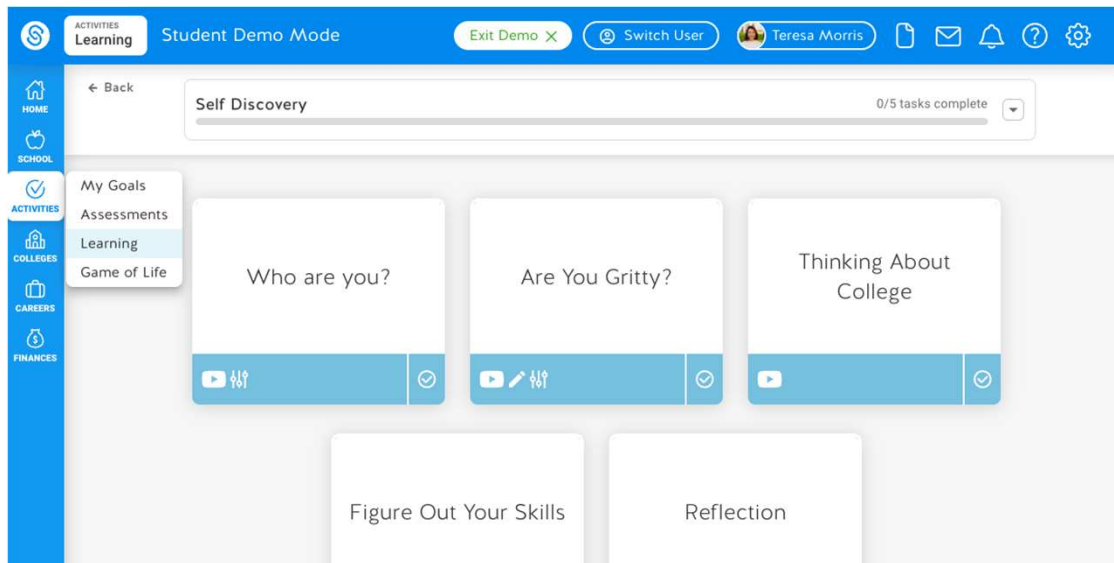 ACTIVITIES
Learning
Student Demo Mode
Exit Demo
Switch User
Teresa Morris
HOME
SCHOOL
ACTIVITIES
COLLEGES
CAREERS
FINANCES
← Back
Self Discovery
0/5 tasks complete
My Goals
Assessments
Learning
Game of Life
Who are you?
Are You Gritty?
Thinking About
College
Figure Out Your Skills
Reflection